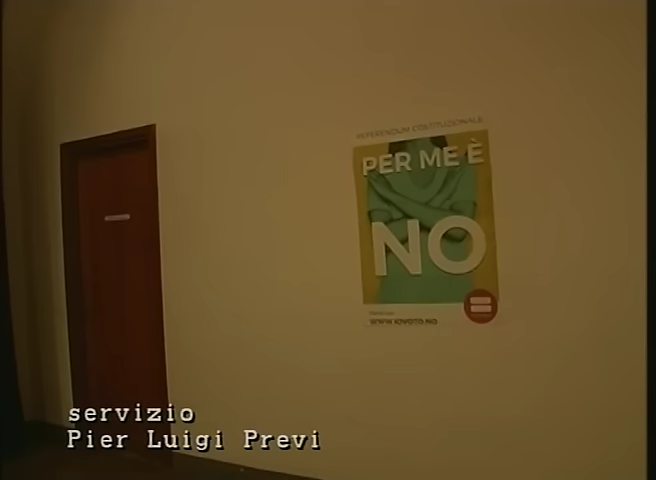 REFERENDUM COSTITUZIONALE
PER ME È
NO
WWW.IOVOTO.NO
servizio
Pier Luigi Previ